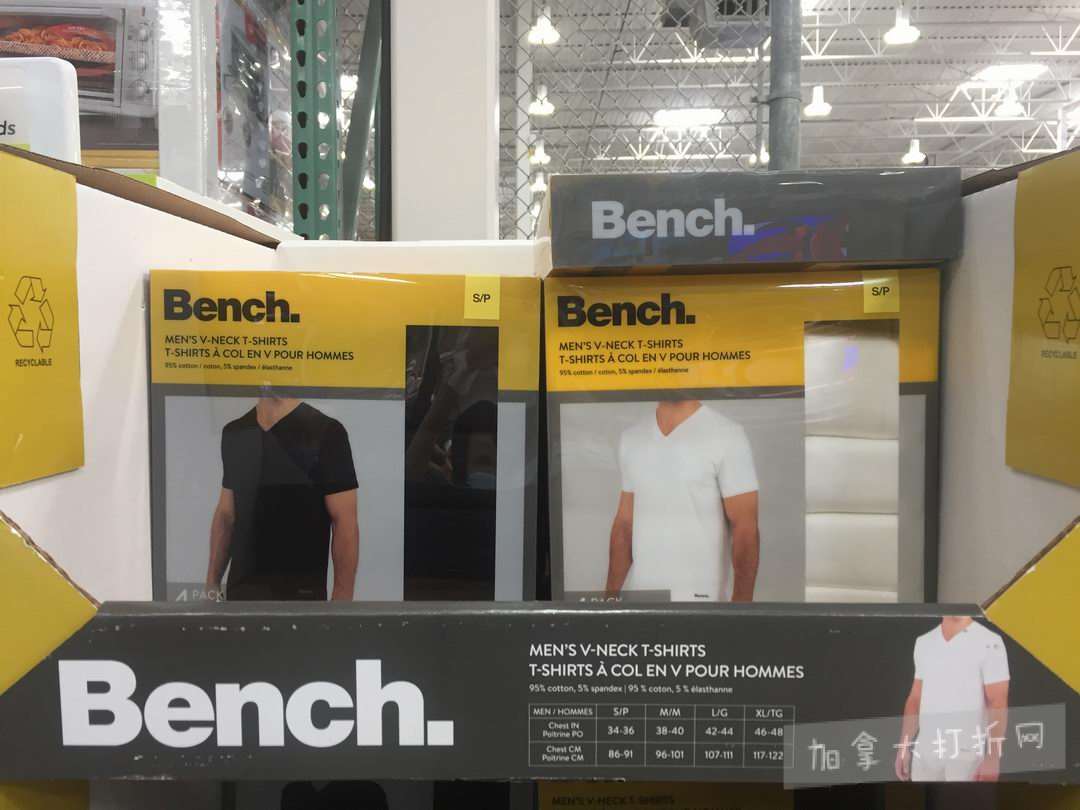 ds
RECYCLABLE
Bench.
Bench.
S/P
MEN'S V-NECK T-SHIRTS
T-SHIRTS À COL EN V POUR HOMMES
95% cotton / coton, 5% spandex / élasthanne
4 PACK
Bench.
S/P
MEN'S V-NECK T-SHIRTS
T-SHIRTS À COL EN V POUR HOMMES
95% cotton / coton, 5% spandex / élasthanne
Bench.
4 PACK
RECYCLABLE
Bench.
MEN'S V-NECK T-SHIRTS
T-SHIRTS À COL EN V POUR HOMMES
95% cotton, 5% spandex | 95 % coton, 5 % élasthanne
MEN / HOMMES S/P M/M L/G XL/TG
Chest IN
Poitrine PO 34-36 38-40 42-44 46-48
Chest CM
Poitrine CM 86-91 96-101 107-111 117-122
加拿大打折网
MEN'S V-NECK T-SHIRTS